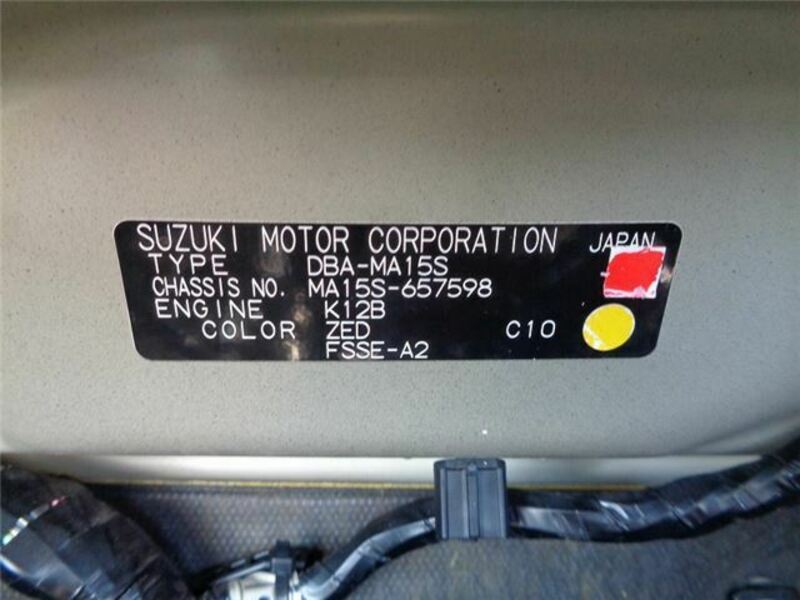 SUZUKI MOTOR CORPORATION JAPAN
TYPE DBA-MA15S
CHASSIS NO. MA15S-657598
ENGINE K12B
COLOR ZED C10
FSSE-A2